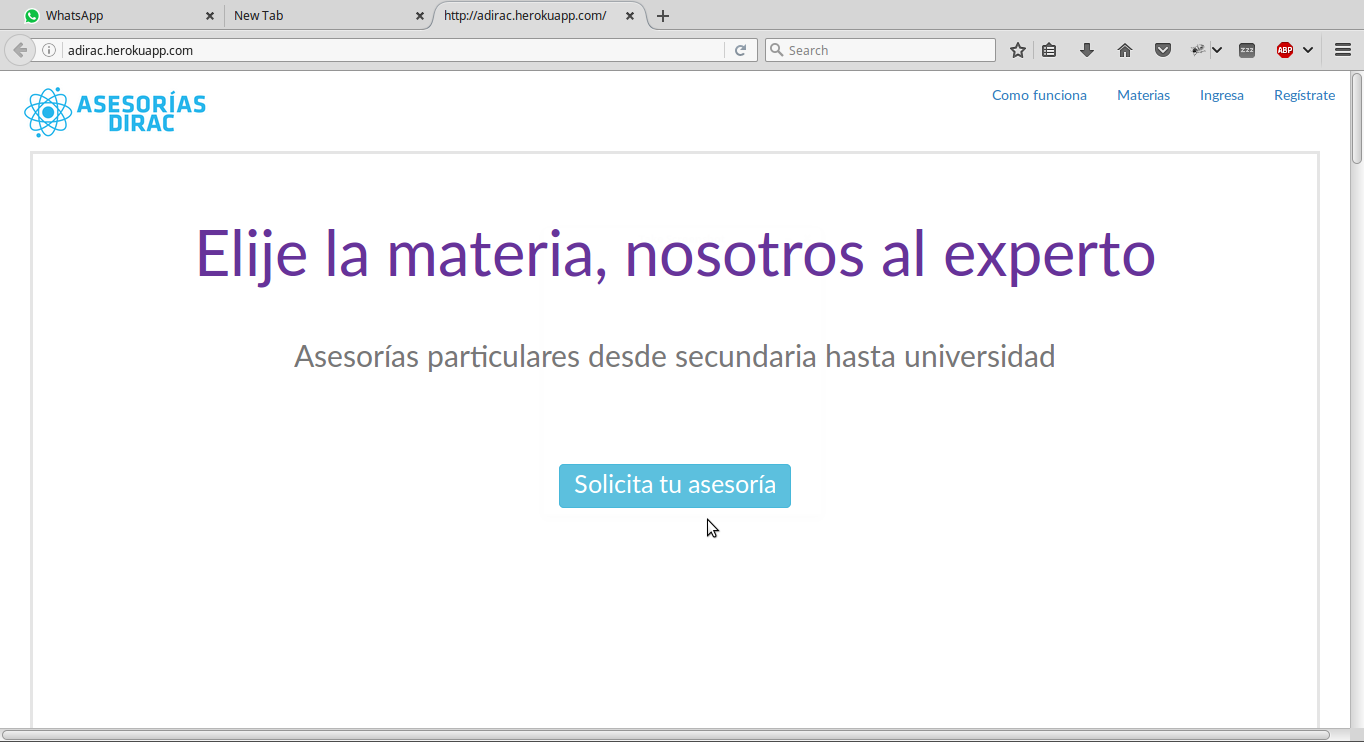 WhatsApp
New Tab
http://adirac.herokuapp.com/
adirac.herokuapp.com
Search
zzz
ABP
ASESORÍAS
DIRAC
Como funciona
Materias
Ingresa
Regístrate
Elije la materia, nosotros al experto
Asesorías particulares desde secundaria hasta universidad
Solicita tu asesoría